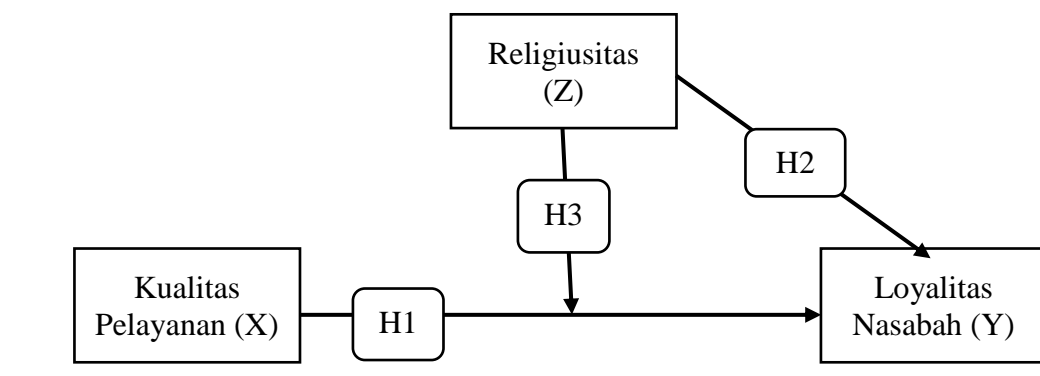 Religiusitas
(Z)
H2
H3
Kualitas
Pelayanan (X)
H1
Loyalitas
Nasabah (Y)